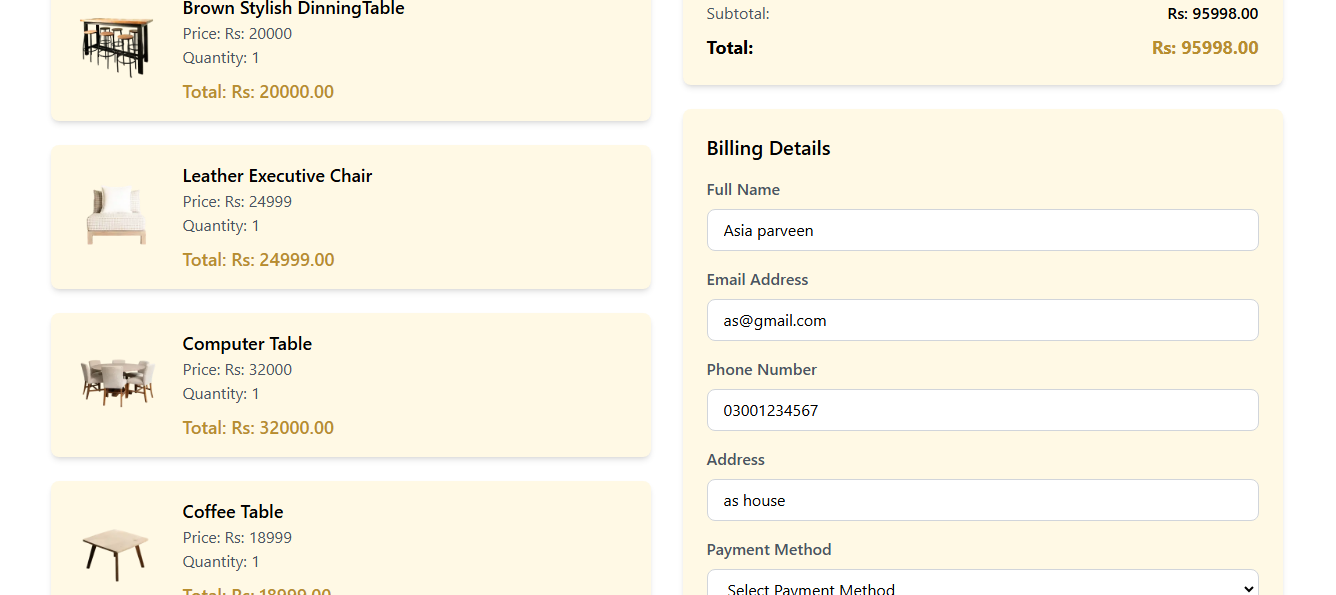 Brown Stylish DinningTable
Price: Rs: 20000
Quantity: 1
Total: Rs: 20000.00
Leather Executive Chair
Price: Rs: 24999
Quantity: 1
Total: Rs: 24999.00
Computer Table
Price: Rs: 32000
Quantity: 1
Total: Rs: 32000.00
Coffee Table
Price: Rs: 18999
Quantity: 1
Total: Rs: 18999.00
Subtotal: Rs: 95998.00
Total: Rs: 95998.00
Billing Details
Full Name
Asia parveen
Email Address
as@gmail.com
Phone Number
03001234567
Address
as house
Payment Method
Select Payment Method